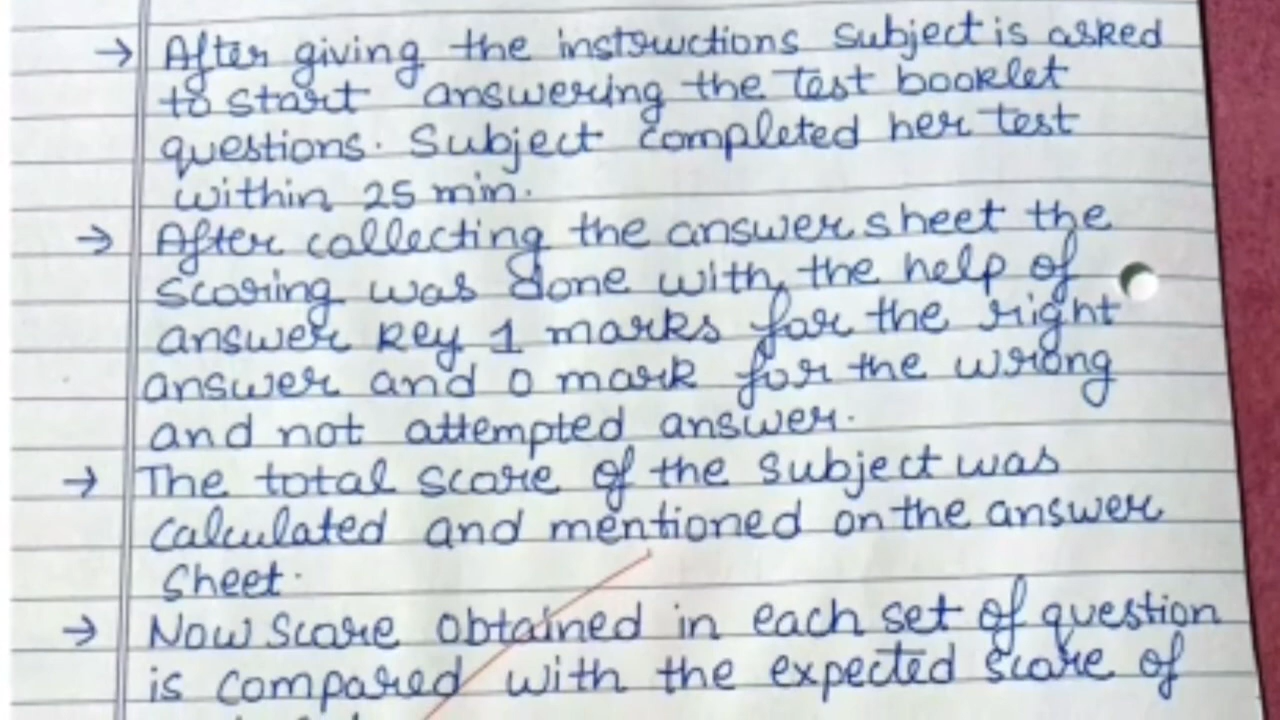 → After giving the instructions subject is asked
to start answering the test booklet
questions. Subject completed her test
within 25 min.
→ After collecting the answer sheet the
scoring was done with the help of
answer key 1 marks for the right
answer and 0 mark for the wrong
and not attempted answer.
→ The total score of the subject was
calculated and mentioned on the answer
sheet.
→ Now score obtained in each set of question
is compared with the expected score of